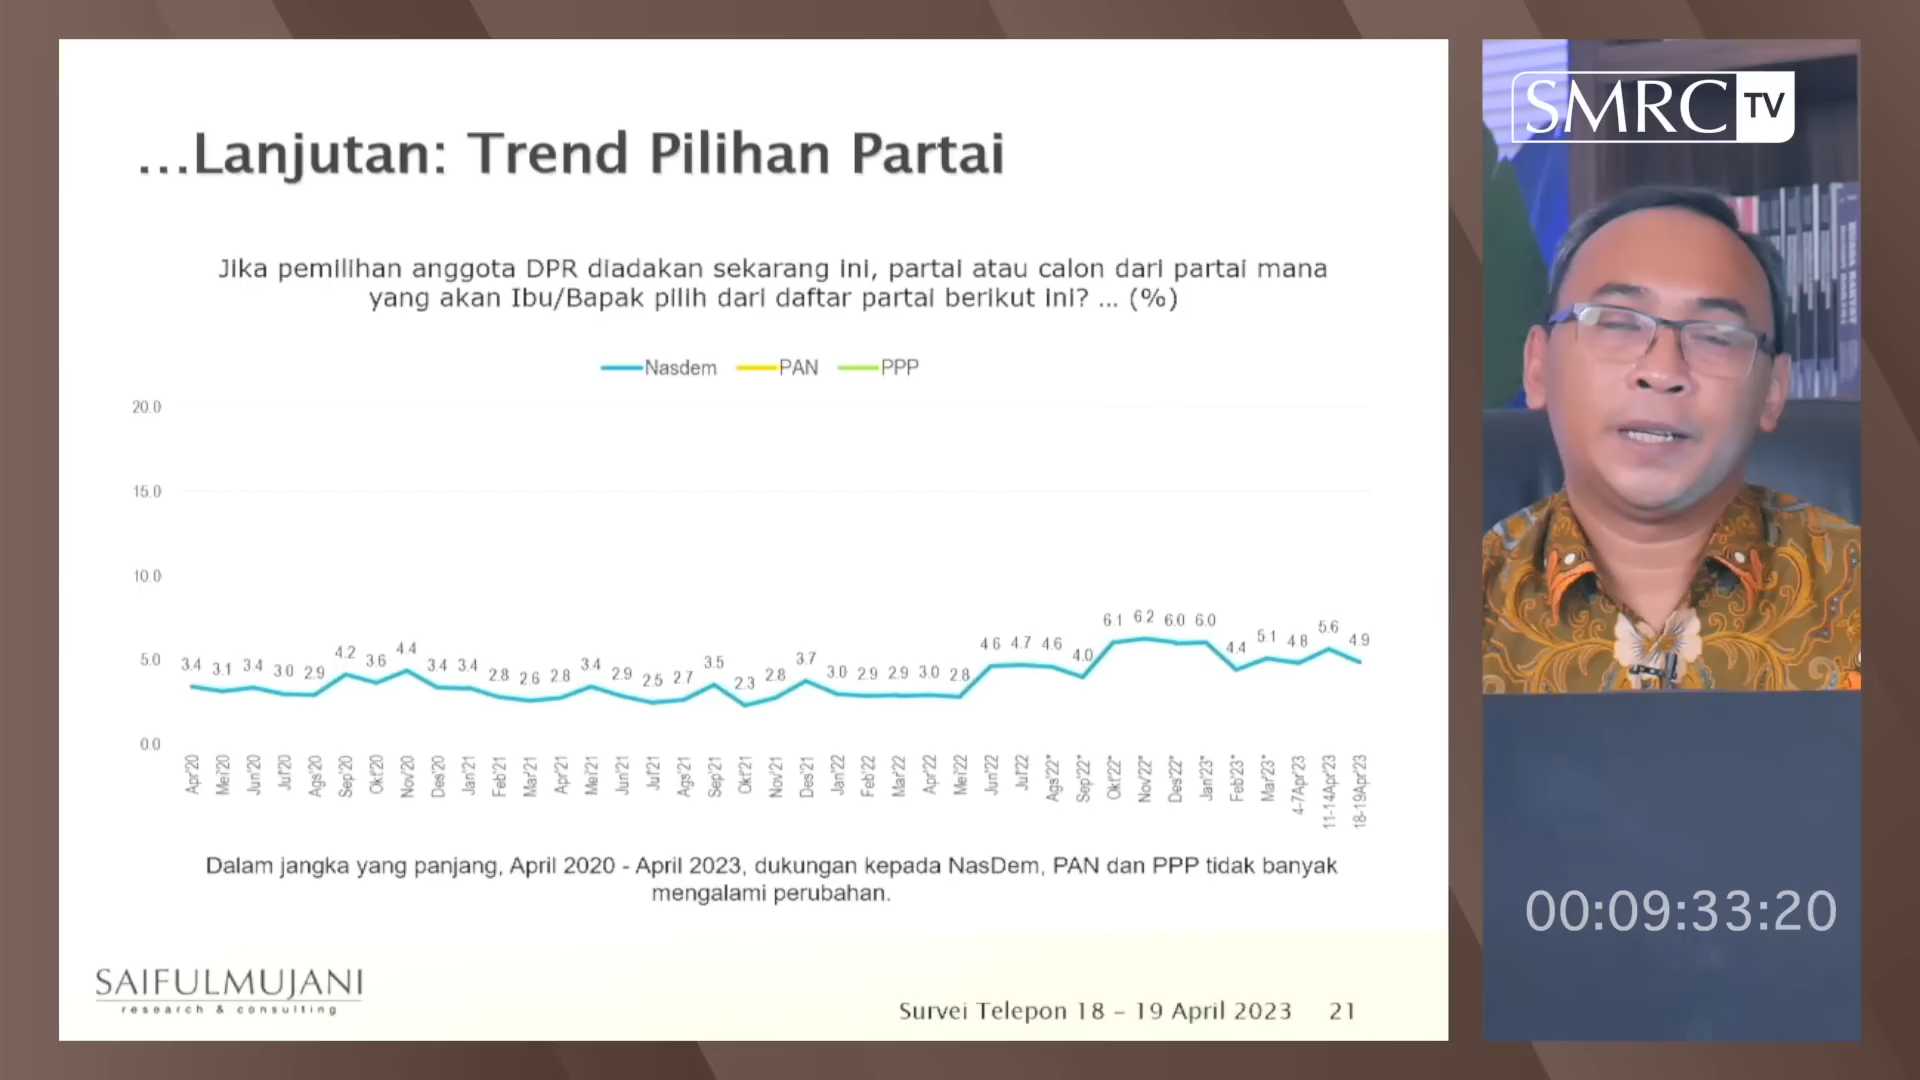 ...Lanjutan: Trend Pilihan Partai
Jika pemilihan anggota DPR diadakan sekarang ini, partai atau calon dari partai mana
yang akan Ibu/Bapak pilih dari daftar partai berikut ini? ... (%)
Nasdem PAN PPP
20.0
15.0
10.0
5.0
0.0
3.4 3.1 3.4 3.0 2.9 4.2 3.6 4.4 3.4 3.4 2.8 2.6 2.8 3.4 2.9 2.5 2.7 3.5 2.3 2.8 3.7 3.0 2.9 2.9 3.0 2.8 4.6 4.7 4.6 4.0 6.1 6.2 6.0 6.0 4.4 5.1 4.8 5.6 4.9
Apr'20 Mei'20 Jun'20 Jul'20 Ags'20 Sep'20 Okt'20 Nov'20 Des'20 Jan'21 Feb'21 Mar'21 Apr'21 Mei'21 Jun'21 Jul'21 Ags'21 Sep'21 Okt'21 Nov'21 Des'21 Jan'22 Feb'22 Mar'22 Apr'22 Mei'22 Jun'22 Jul'22 Ags'22* Sep'22* Okt'22* Nov'22* Des'22* Jan'23* Feb'23* Mar'23* 4-7Apr'23 11-14Apr'23 18-19Apr'23
Dalam jangka yang panjang, April 2020 - April 2023, dukungan kepada NasDem, PAN dan PPP tidak banyak
mengalami perubahan.
SAIFULMUJANI
research & consulting
Survei Telepon 18 – 19 April 2023 21
SMRC TV
00:09:33:20